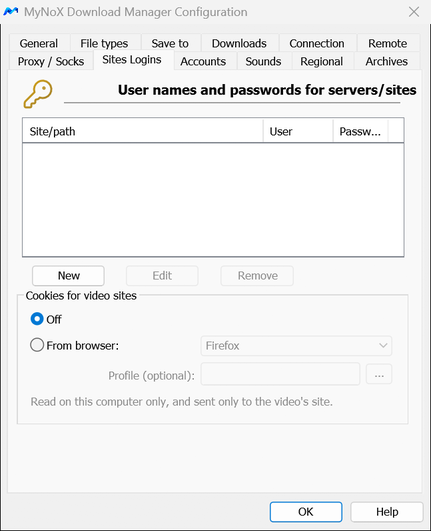 MyNoX Download Manager Configuration
General File types Save to Downloads Connection Remote
Proxy / Socks Sites Logins Accounts Sounds Regional Archives
User names and passwords for servers/sites
Site/path User Passw...
New Edit Remove
Cookies for video sites
Off
From browser: Firefox
Profile (optional): ...
Read on this computer only, and sent only to the video's site.
OK Help